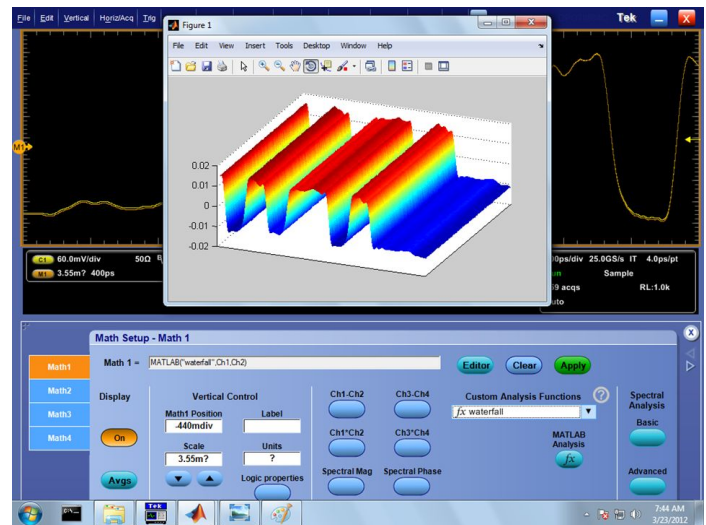 File Edit Vertical Horiz/Acq Trig
Tek
X
Figure 1
File Edit View Insert Tools Desktop Window Help
0.02
0.01
0
-0.01
-0.02
M1
C1 60.0mV/div 50Ω
M1 3.55m? 400ps
ps/div 25.0GS/s IT 4.0ps/pt
Sample
acqs RL:1.0k
Math Setup - Math 1
X
Math1
Math2
Math3
Math4
Math 1 = MATLAB("waterfall",Ch1,Ch2)
Editor Clear Apply
Display
On
Avgs
Vertical Control
Math1 Position
-440mdiv
Label
Scale
3.55m?
Units
?
Logic properties
Ch1-Ch2 Ch3-Ch4
Ch1*Ch2 Ch3*Ch4
Spectral Mag Spectral Phase
Custom Analysis Functions ?
fx waterfall
MATLAB
Analysis
fx
Spectral
Analysis
Basic
Advanced
Tek
7:44 AM
3/23/2012